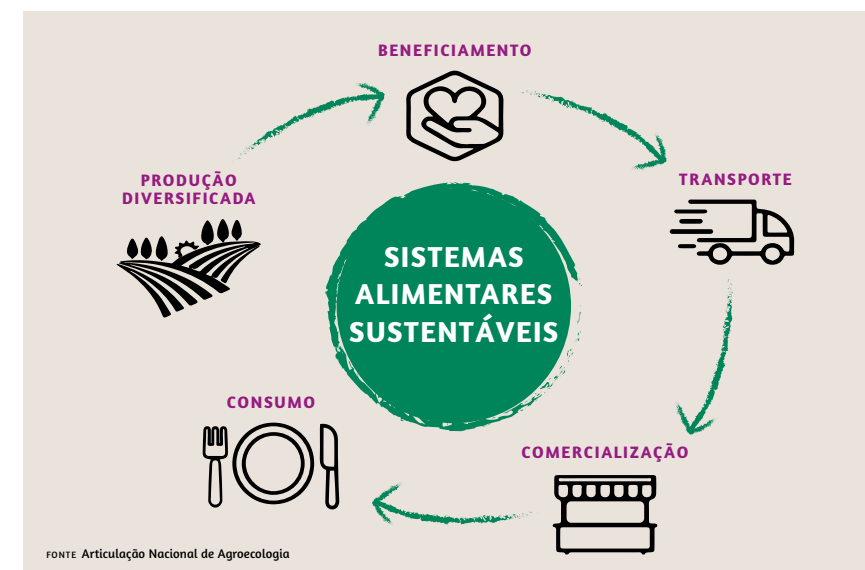 BENEFICIAMENTO
PRODUÇÃO
DIVERSIFICADA
TRANSPORTE
SISTEMAS
ALIMENTARES
SUSTENTÁVEIS
CONSUMO
COMERCIALIZAÇÃO
FONTE Articulação Nacional de Agroecologia